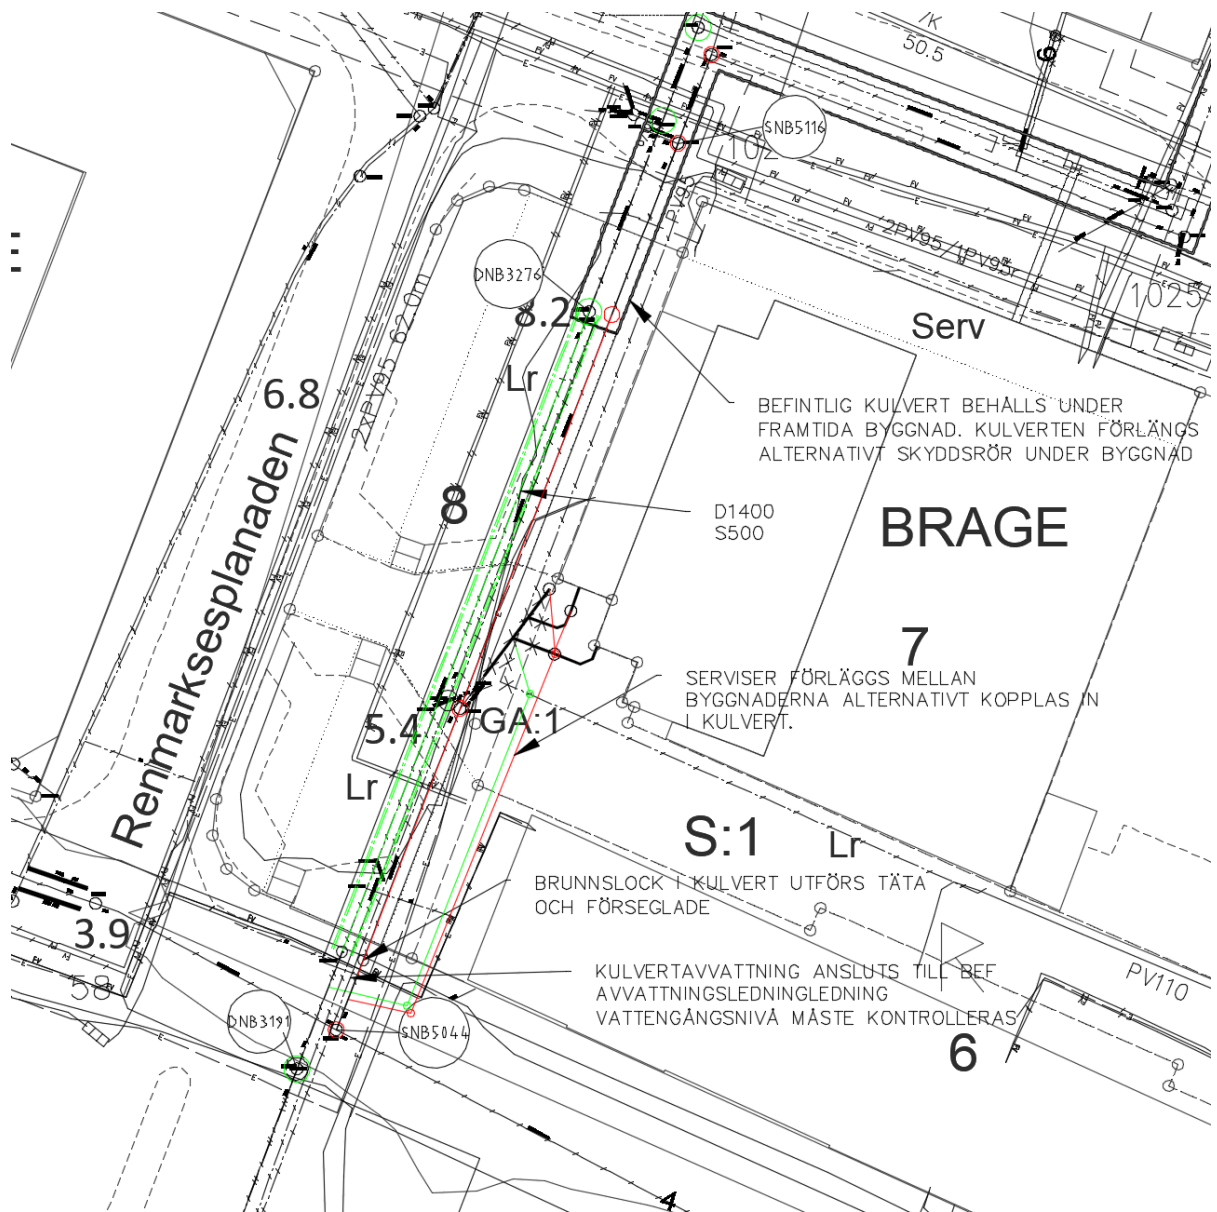 /K
50.5
9
SNB5116
102
2PV95/1PV95
1025
DNB3276
8.2
Serv
Lr
6.8
2xPV95 62.0m
BEFINTLIG KULVERT BEHÅLLS UNDER
FRAMTIDA BYGGNAD. KULVERTEN FÖRLÄNGS
ALTERNATIVT SKYDDSRÖR UNDER BYGGNAD
8
D1400
S500
BRAGE
Renmarksesplanaden
7
SERVISER FÖRLÄGGS MELLAN
BYGGNADERNA ALTERNATIVT KOPPLAS IN
I KULVERT.
5.4
GA:1
Lr
S:1
Lr
BRUNNSLOCK I KULVERT UTFÖRS TÄTA
OCH FÖRSEGLADE
3.9
58
KULVERTAVVATTNING ANSLUTS TILL BEF
AVVATTNINGSLEDNINGLEDNING
VATTENGÅNGSNIVÅ MÅSTE KONTROLLERAS
PV110
DNB3191
SNB5044
6
4